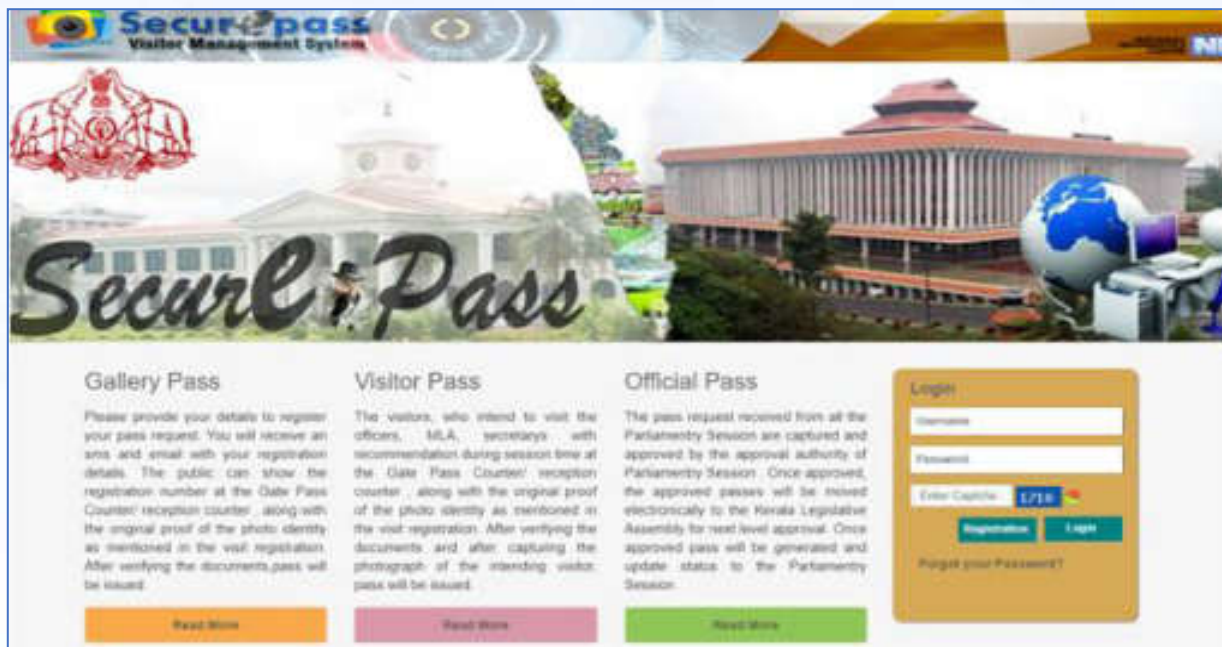 SecurEpass
Visitor Management System
SecurE Pass
Gallery Pass
Please provide your details to register
your pass request. You will receive an
sms and email with your registration
details. The public can show the
registration number at the Gate Pass
Counter/ reception counter , along with
the original proof of the photo identity
as mentioned in the visit registration.
After verifying the documents,pass will
be issued.
Read More
Visitor Pass
The visitors, who intend to visit the
officers, MLA, secretarys with
recommendation during session time at
the Gate Pass Counter/ reception
counter , along with the original proof
of the photo identity as mentioned in
the visit registration. After verifying the
documents and after capturing the
photograph of the intending visitor,
pass will be issued.
Read More
Official Pass
The pass request received from all the
Parliamentry Session are captured and
approved by the approval authority of
Parliamentry Session . Once approved,
the approved passes will be moved
electronically to the Kerala Legislative
Assembly for next level approval. Once
approved pass will be generated and
update status to the Parliamentry
Session.
Read More
Login
Username
Password
Enter Captcha
1716
Registration
Login
Forgot your Password?